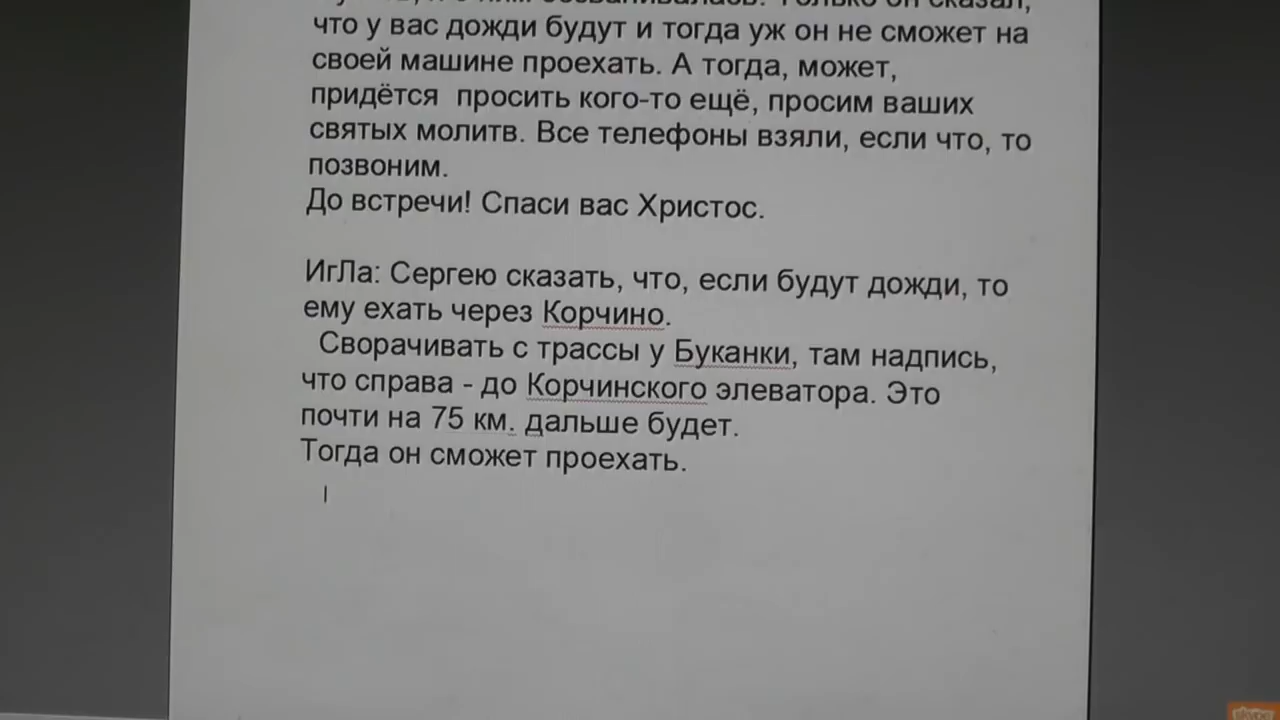 Только он сказал,
что у вас дожди будут и тогда уж он не сможет на
своей машине проехать. А тогда, может,
придётся  просить кого-то ещё, просим ваших
святых молитв. Все телефоны взяли, если что, то
позвоним.
До встречи! Спаси вас Христос.
ИгЛа: Сергею сказать, что, если будут дожди, то
ему ехать через Корчино.
Сворачивать с трассы у Буканки, там надпись,
что справа - до Корчинского элеватора. Это
почти на 75 км. дальше будет.
Тогда он сможет проехать.